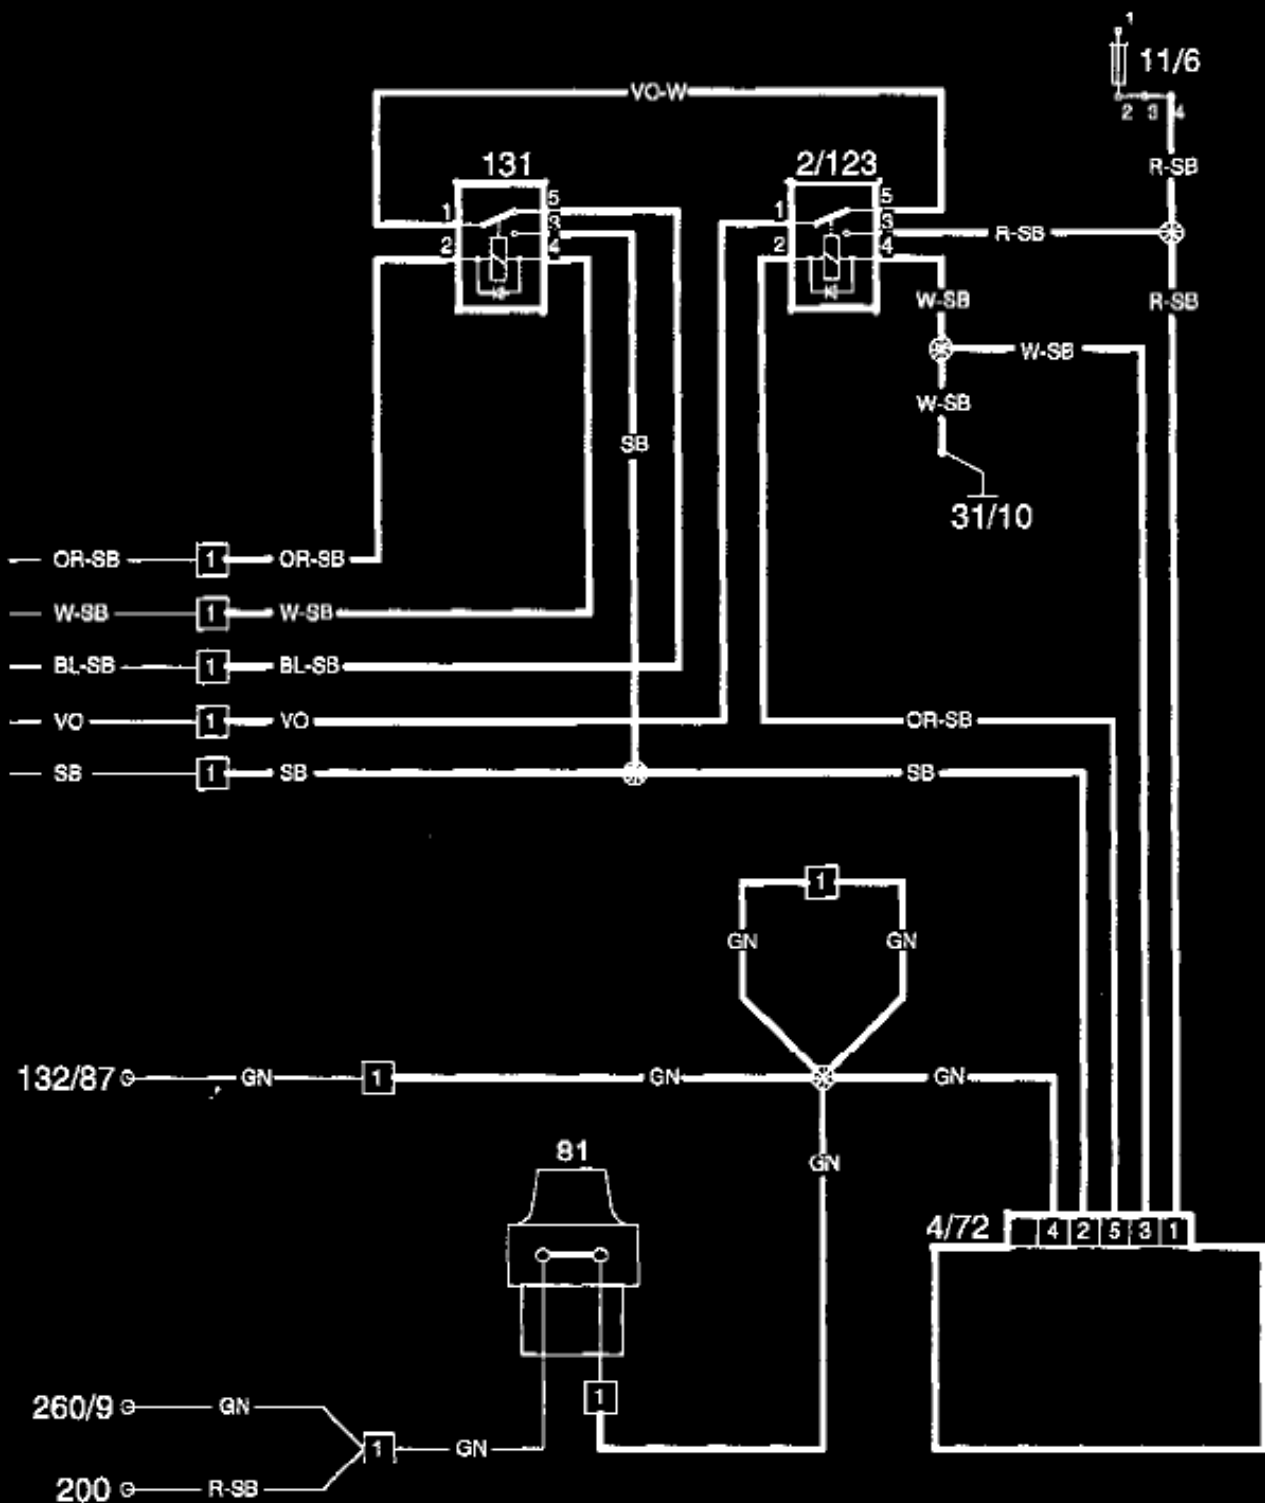 1
11/6
VO-W
2 3 4
131
2/123
R-SB
1 5
3
2 4
1 5
3
2 4
R-SB
W-SB
R-SB
W-SB
W-SB
SB
31/10
OR-SB 1 OR-SB
W-SB 1 W-SB
BL-SB 1 BL-SB
VO 1 VO
OR-SB
SB 1 SB
SB
1
GN GN
132/87 GN 1 GN GN
81
GN
4/72 4 2 5 3 1
260/9 GN
1
1 GN
200 R-SB